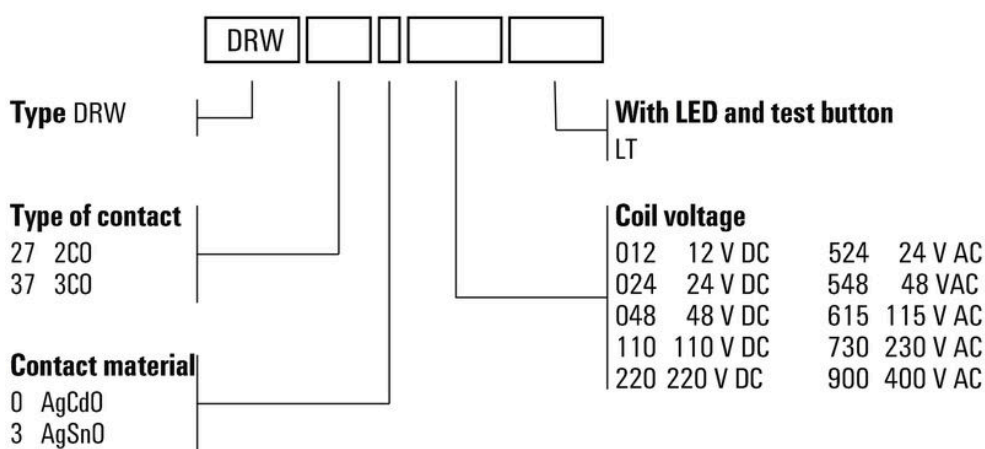 DRW
Type DRW
With LED and test button
LT
Type of contact
27 2CO
37 3CO
Coil voltage
012 12 V DC 524 24 V AC
024 24 V DC 548 48 VAC
048 48 V DC 615 115 V AC
110 110 V DC 730 230 V AC
220 220 V DC 900 400 V AC
Contact material
0 AgCdO
3 AgSnO